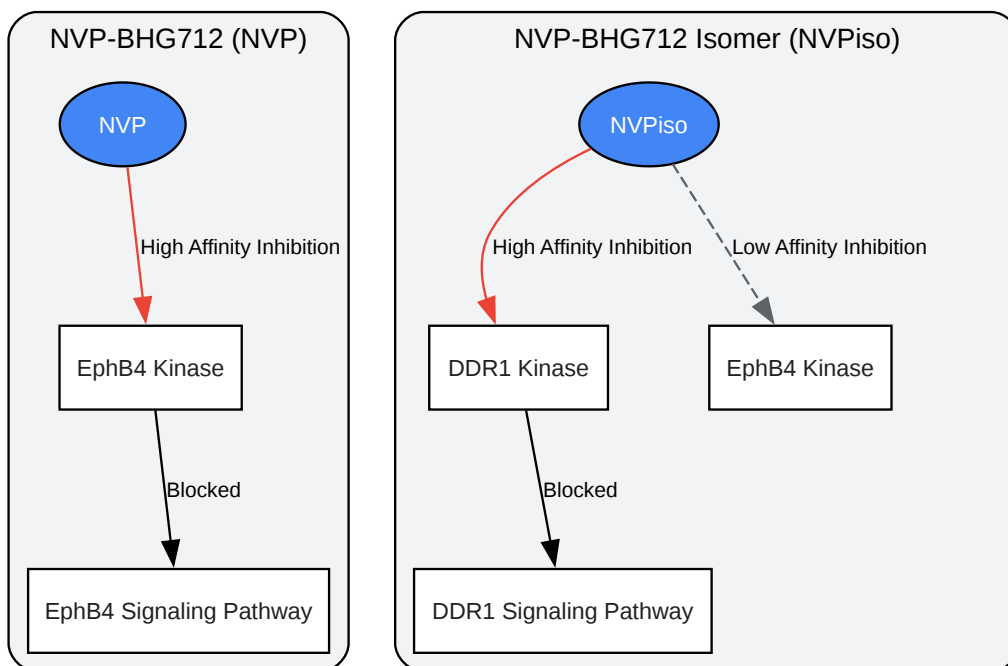 NVP-BHG712 (NVP)
NVP
High Affinity Inhibition
EphB4 Kinase
Blocked
EphB4 Signaling Pathway
NVP-BHG712 Isomer (NVPiso)
NVPiso
High Affinity Inhibition
Low Affinity Inhibition
DDR1 Kinase
EphB4 Kinase
Blocked
DDR1 Signaling Pathway